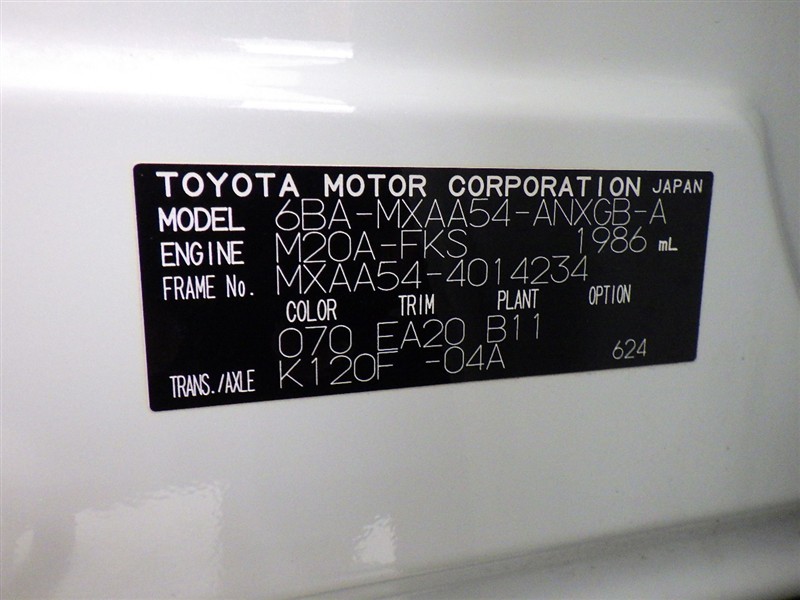 TOYOTA MOTOR CORPORATION JAPAN
MODEL 6BA-MXAA54-ANXGB-A
ENGINE M20A-FKS 1986 mL
FRAME No. MXAA54-4014234
COLOR TRIM PLANT OPTION
070 EA20 B11
TRANS./AXLE K120F -04A 624